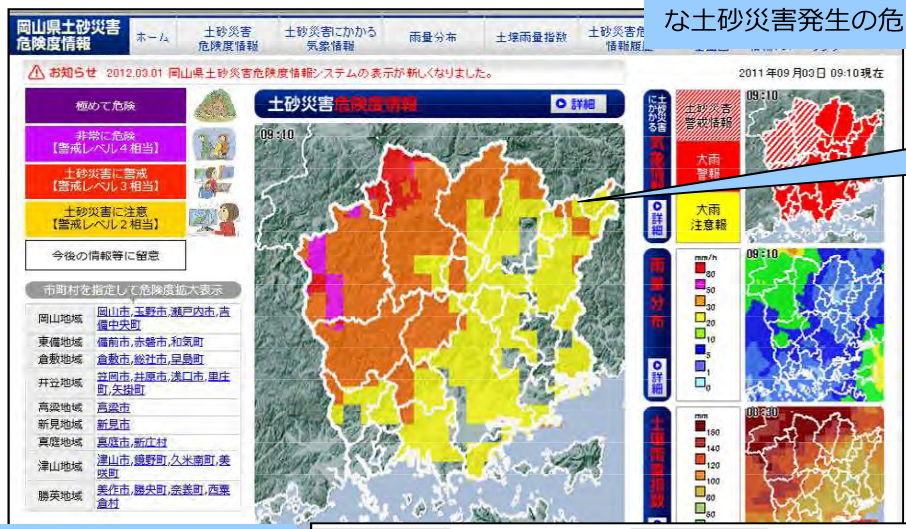 な土砂災害発生の危
岡山県土砂災害
危険度情報
ホーム
土砂災害
危険度情報
土砂災害にかかる
気象情報
雨量分布
土壌雨量指数
お知らせ 2012.03.01 岡山県土砂災害危険度情報システムの表示が新しくなりました。
2011年09月03日 09:10現在
極めて危険
非常に危険
【警戒レベル4相当】
土砂災害に警戒
【警戒レベル3相当】
土砂災害に注意
【警戒レベル2相当】
今後の情報等に留意
市町村を指定して危険度拡大表示
岡山地域 岡山市,玉野市,瀬戸内市,吉
備中央町
東備地域 備前市,赤磐市,和気町
倉敷地域 倉敷市,総社市,早島町
井笠地域 笠岡市,井原市,浅口市,里庄
町,矢掛町
高梁地域 高梁市
新見地域 新見市
真庭地域 真庭市,新庄村
津山地域 津山市,鏡野町,久米南町,美
咲町
勝英地域 美作市,勝央町,奈義町,西粟
倉村
土砂災害危険度情報
詳細
09:10
土砂災害
にかかる
気象情報
詳細
土砂災害
警戒情報
大雨
警報
大雨
注意報
09:10
雨量分布
詳細
mm/h
80
50
30
20
10
5
1
0
09:10
土壌雨量指数
mm
160
140
120
100
80
50
08:30